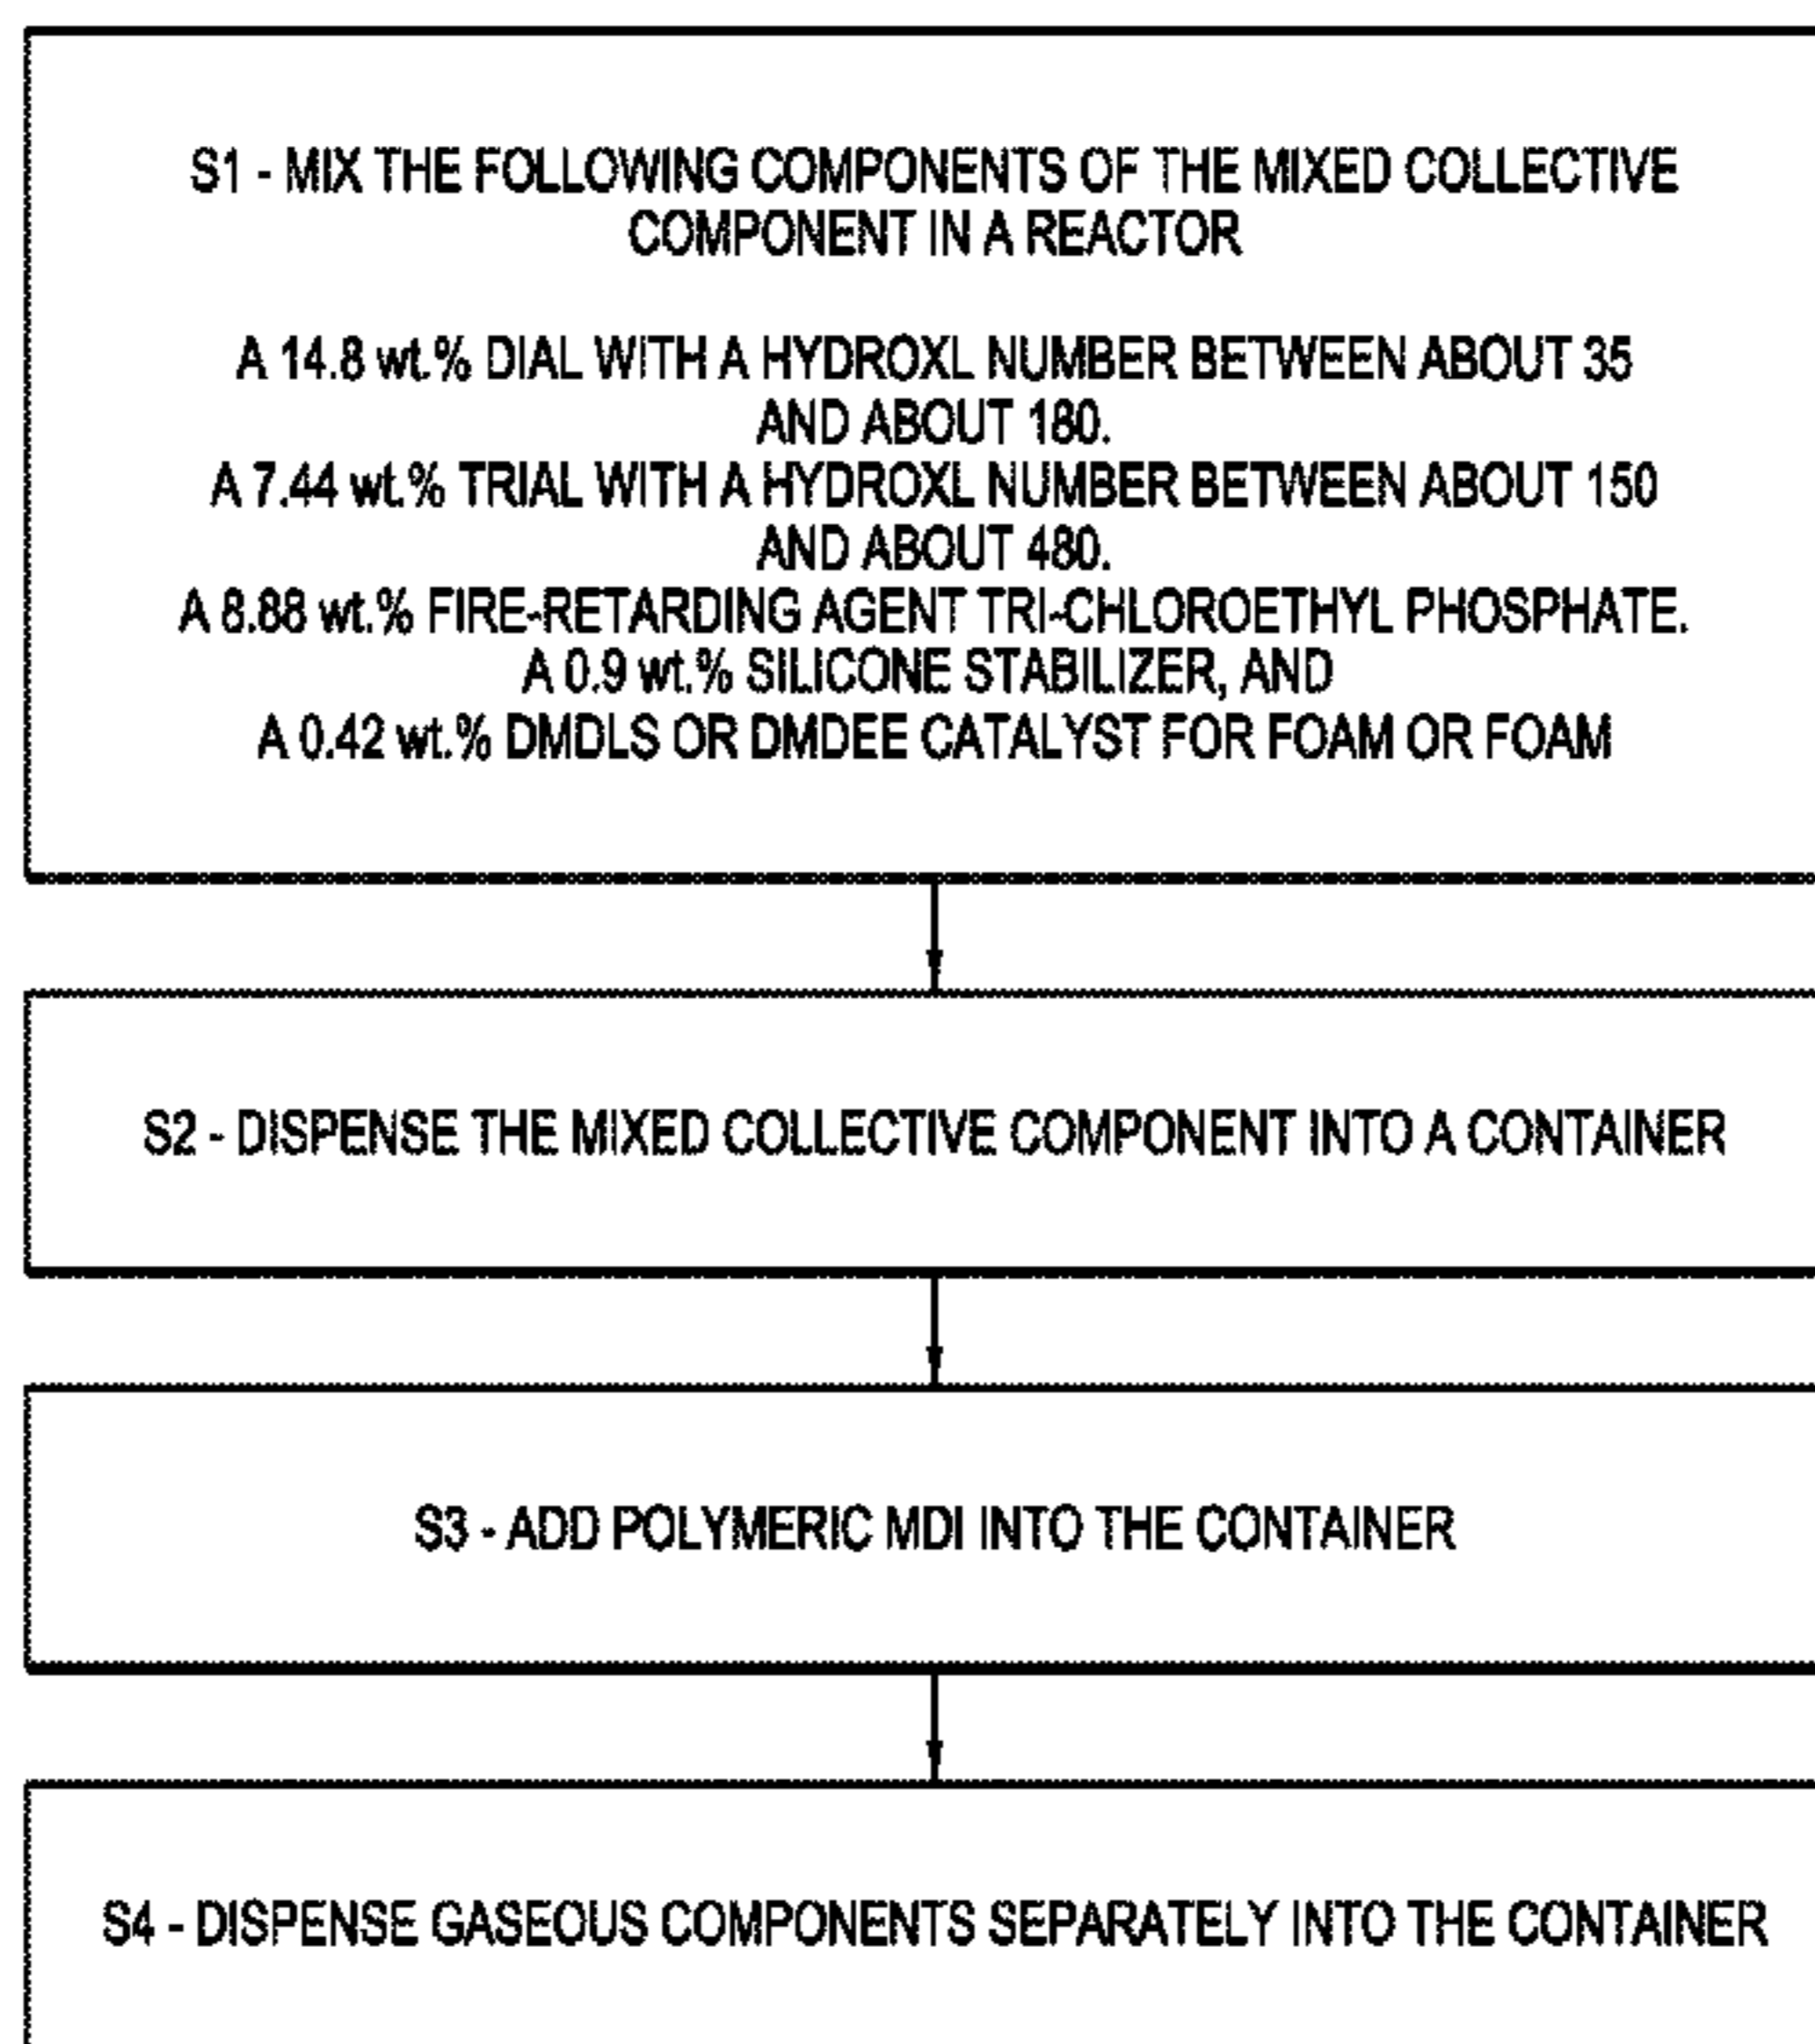 S1 - MIX THE FOLLOWING COMPONENTS OF THE MIXED COLLECTIVE
COMPONENT IN A REACTOR
A 14.8 wt.% DIAL WITH A HYDROXL NUMBER BETWEEN ABOUT 35
AND ABOUT 180.
A 7.44 wt.% TRIAL WITH A HYDROXL NUMBER BETWEEN ABOUT 150
AND ABOUT 480.
A 8.88 wt.% FIRE-RETARDING AGENT TRI-CHLOROETHYL PHOSPHATE.
A 0.9 wt.% SILICONE STABILIZER, AND
A 0.42 wt.% DMDLS OR DMDEE CATALYST FOR FOAM OR FOAM
S2 - DISPENSE THE MIXED COLLECTIVE COMPONENT INTO A CONTAINER
S3 - ADD POLYMERIC MDI INTO THE CONTAINER
S4 - DISPENSE GASEOUS COMPONENTS SEPARATELY INTO THE CONTAINER